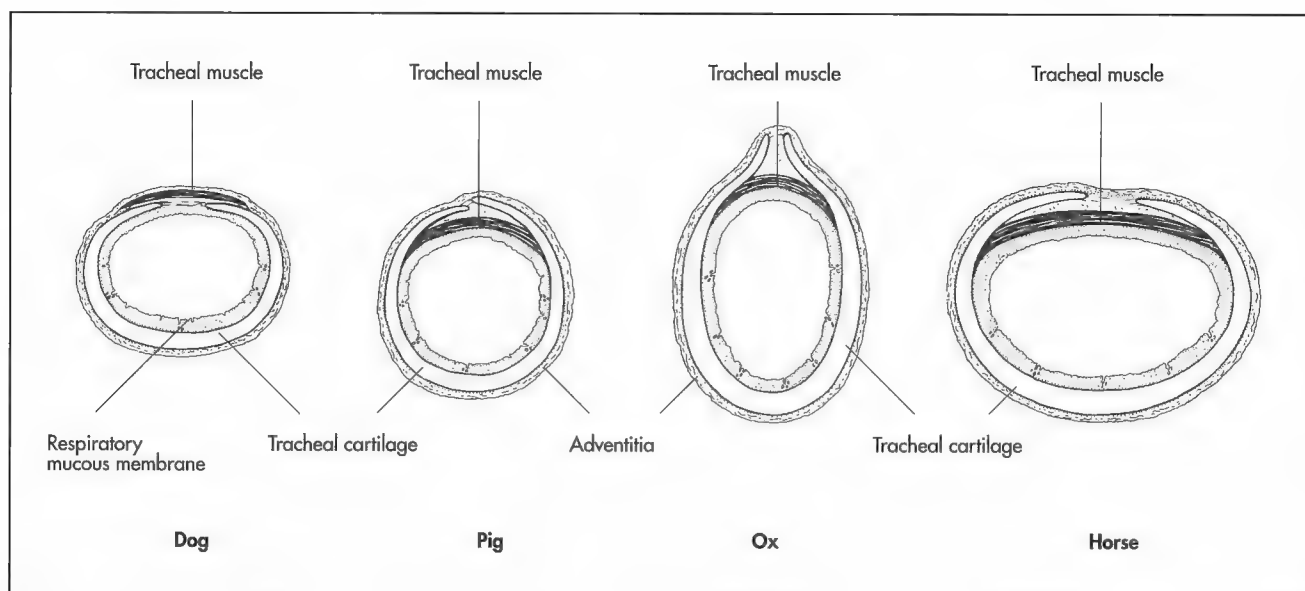 Tracheal muscle
Tracheal muscle
Tracheal muscle
Tracheal muscle
Respiratory
mucous membrane
Tracheal cartilage
Adventitia
Tracheal cartilage
Dog
Pig
Ox
Horse